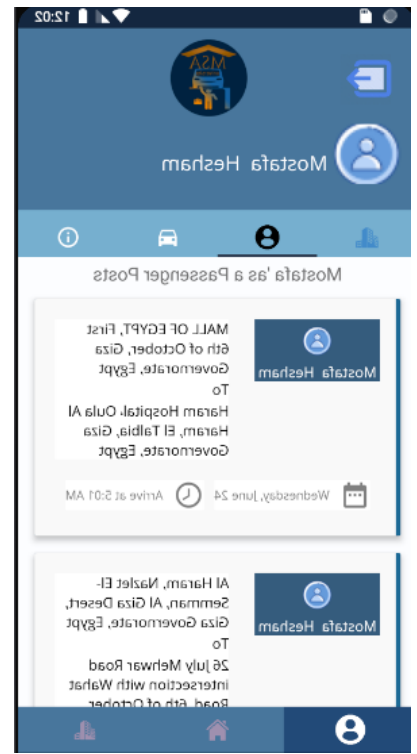 12:02
MSA
Mostafa Hesham
Mostafa 'as a Passenger Posts
Mostafa Hesham
MALL OF EGYPT, First
6th of October, Giza
Governorate, Egypt
To
Haram Hospital، Oula Al
Haram, El Talbia, Giza
Governorate, Egypt
Wednesday, June 24
Arrive at 5:01 AM
Mostafa Hesham
Al Haram, Nazlet El-
Semman, Al Giza Desert,
Giza Governorate, Egypt
To
26 July Mehwar Road
intersection with Wahat
Road, 6th of October